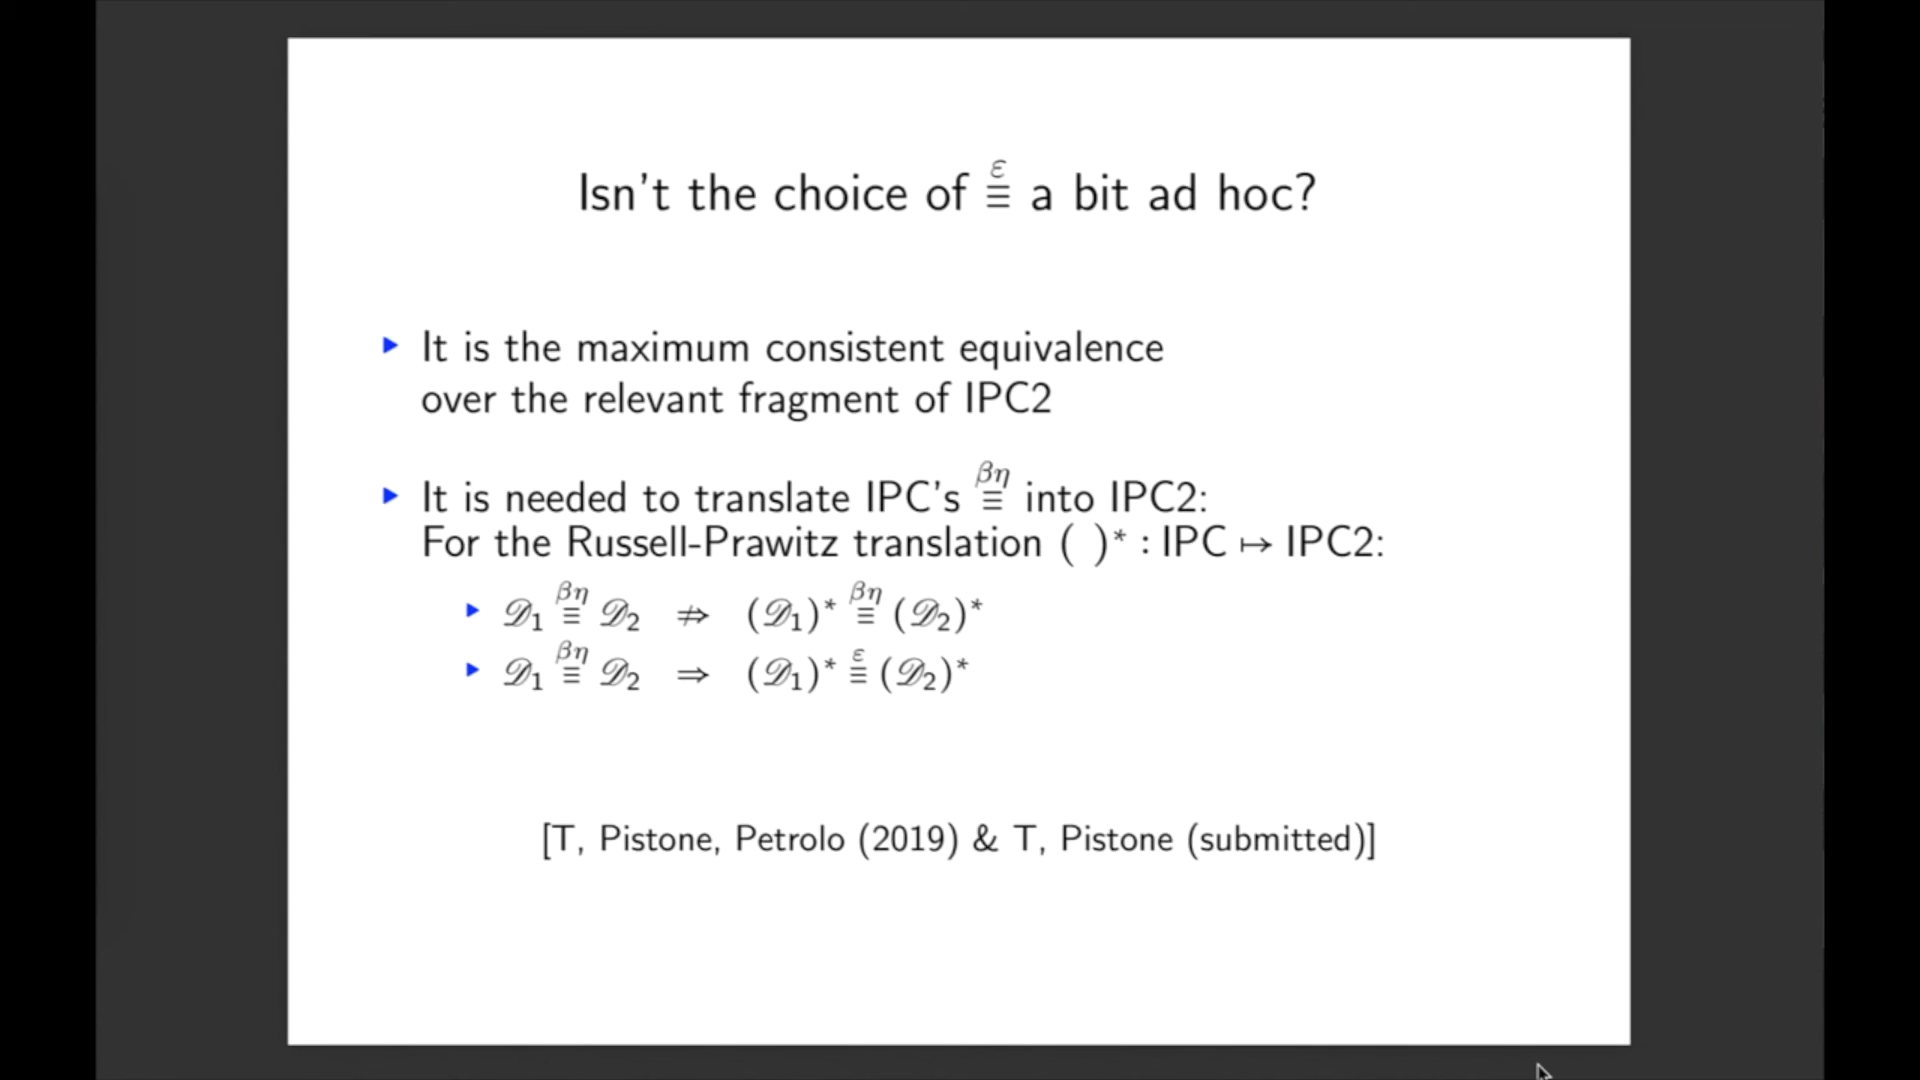 Isn't the choice of ≡^ε a bit ad hoc?
▶ It is the maximum consistent equivalence
over the relevant fragment of IPC2
▶ It is needed to translate IPC's ≡^βη into IPC2:
For the Russell-Prawitz translation ( )* : IPC ↦ IPC2:
▶ 𝒟₁ ≡^βη 𝒟₂ ⇏ (𝒟₁)* ≡^βη (𝒟₂)*
▶ 𝒟₁ ≡^βη 𝒟₂ ⇒ (𝒟₁)* ≡^ε (𝒟₂)*
[T, Pistone, Petrolo (2019) & T, Pistone (submitted)]